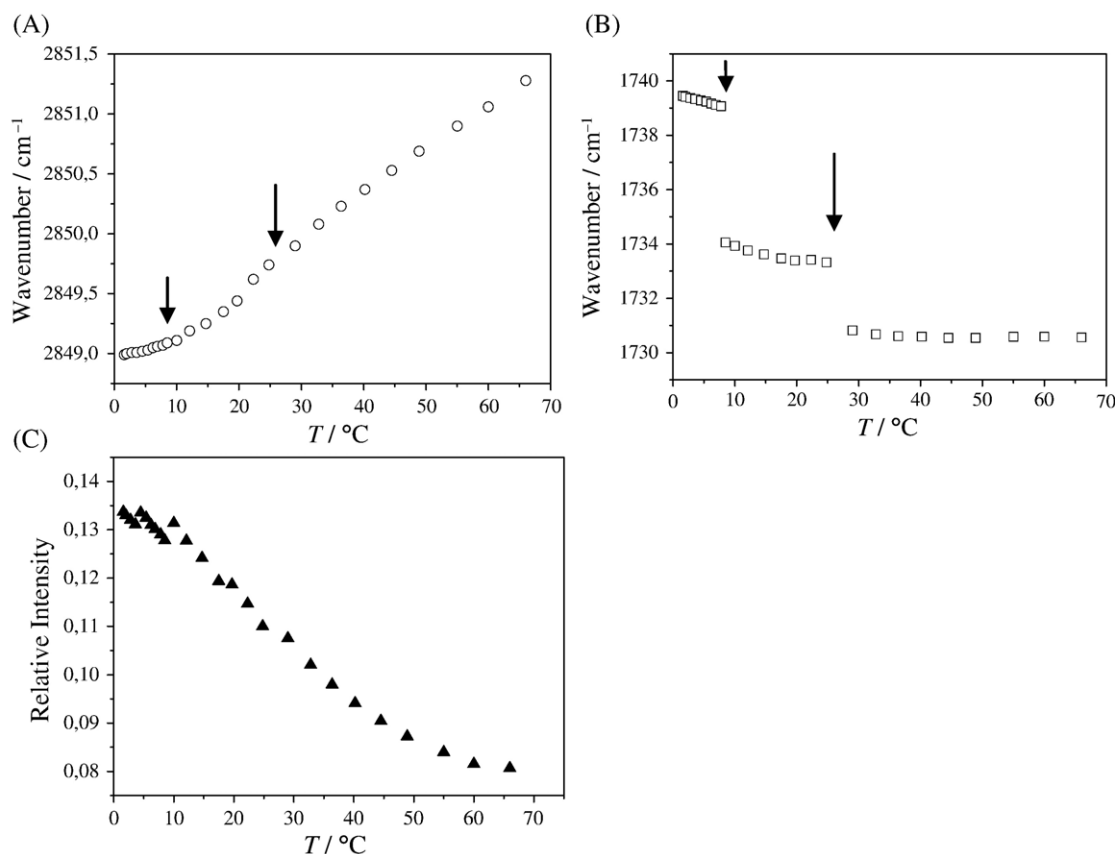 (A)
2851,5
2851,0
2850,5
2850,0
2849,5
2849,0
Wavenumber / cm⁻¹
0 10 20 30 40 50 60 70
T / °C
(B)
1740
1738
1736
1734
1732
1730
Wavenumber / cm⁻¹
0 10 20 30 40 50 60 70
T / °C
(C)
0,14
0,13
0,12
0,11
0,10
0,09
0,08
Relative Intensity
0 10 20 30 40 50 60 70
T / °C